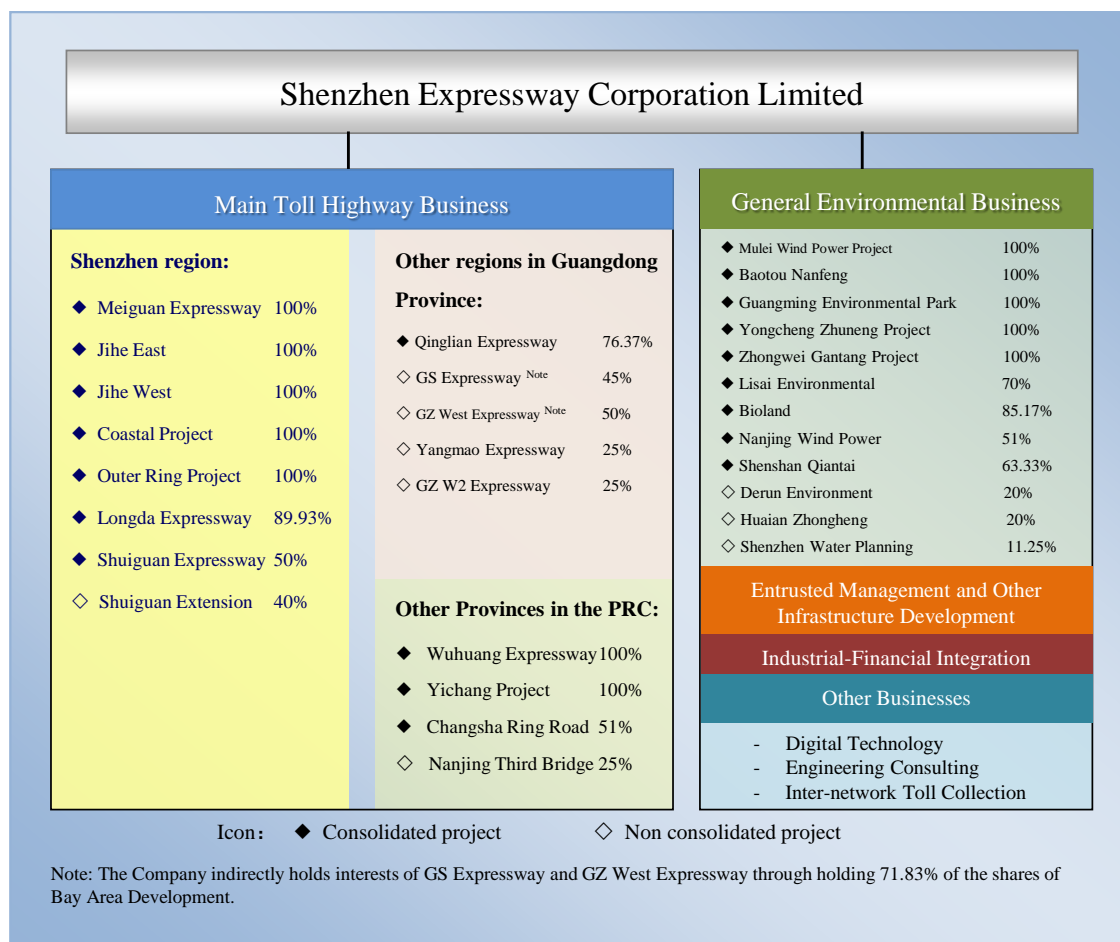 Shenzhen Expressway Corporation Limited
Main Toll Highway Business
Shenzhen region:
◆ Meiguan Expressway 100%
◆ Jihe East 100%
◆ Jihe West 100%
◆ Coastal Project 100%
◆ Outer Ring Project 100%
◆ Longda Expressway 89.93%
◆ Shuiguan Expressway 50%
◇ Shuiguan Extension 40%
Other regions in Guangdong
Province:
◆ Qinglian Expressway 76.37%
◇ GS Expressway Note 45%
◇ GZ West Expressway Note 50%
◇ Yangmao Expressway 25%
◇ GZ W2 Expressway 25%
Other Provinces in the PRC:
◆ Wuhuang Expressway 100%
◆ Yichang Project 100%
◆ Changsha Ring Road 51%
◇ Nanjing Third Bridge 25%
General Environmental Business
◆ Mulei Wind Power Project 100%
◆ Baotou Nanfeng 100%
◆ Guangming Environmental Park 100%
◆ Yongcheng Zhuneng Project 100%
◆ Zhongwei Gantang Project 100%
◆ Lisai Environmental 70%
◆ Bioland 85.17%
◆ Nanjing Wind Power 51%
◆ Shenshan Qiantai 63.33%
◇ Derun Environment 20%
◇ Huaian Zhongheng 20%
◇ Shenzhen Water Planning 11.25%
Entrusted Management and Other
Infrastructure Development
Industrial-Financial Integration
Other Businesses
- Digital Technology
- Engineering Consulting
- Inter-network Toll Collection
Icon： ◆ Consolidated project ◇ Non consolidated project
Note: The Company indirectly holds interests of GS Expressway and GZ West Expressway through holding 71.83% of the shares of
Bay Area Development.